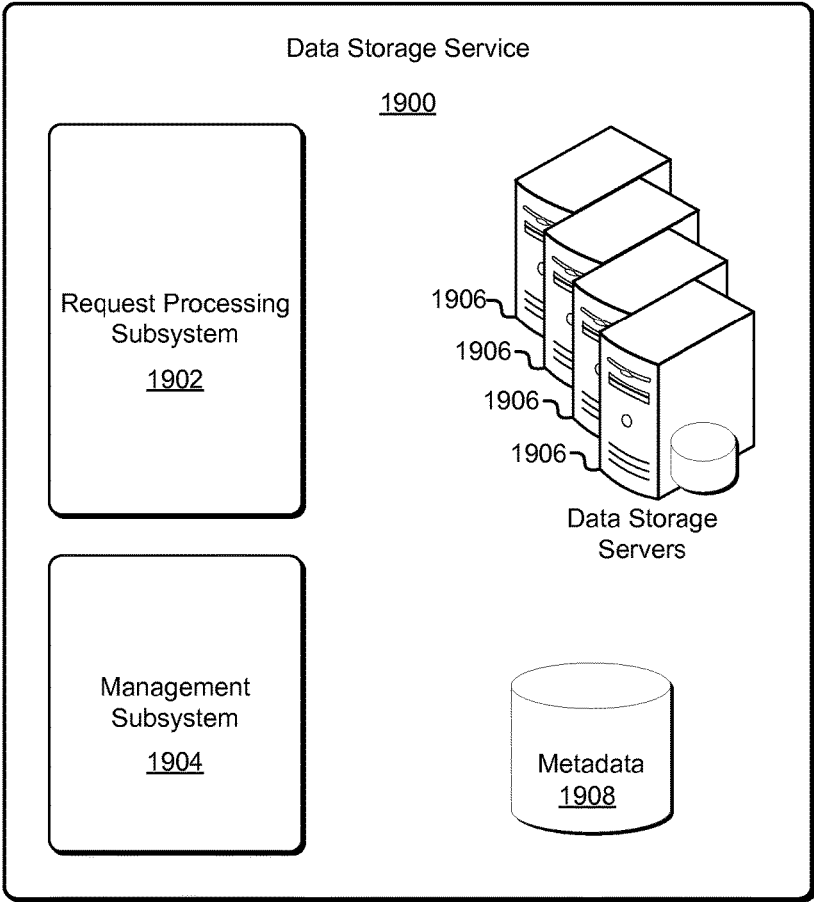 Data Storage Service
1900
Request Processing
Subsystem
1902
1906
1906
1906
1906
Data Storage
Servers
Management
Subsystem
1904
Metadata
1908